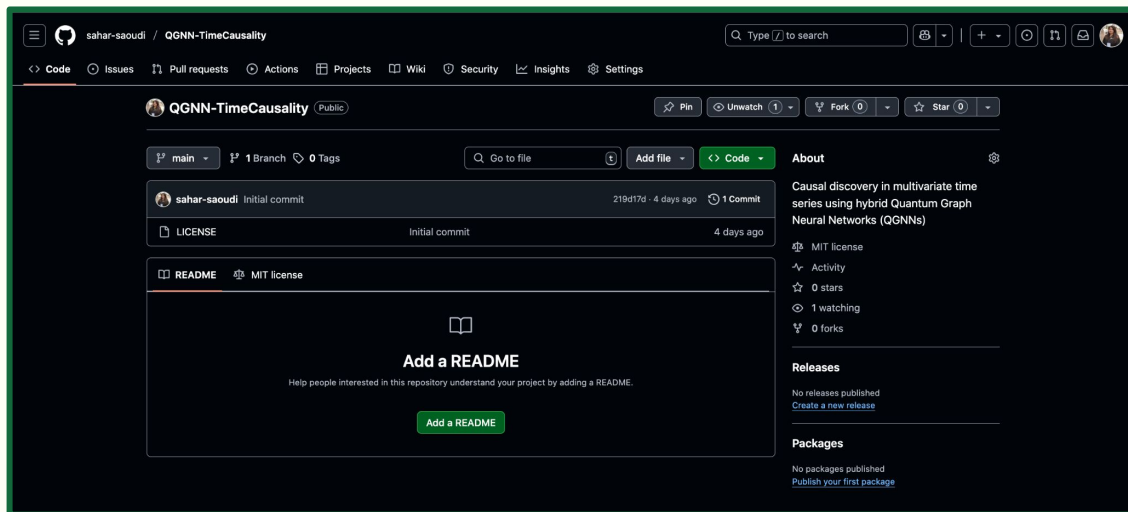 sahar-saoudi / QGNN-TimeCausality
Type / to search
Code Issues Pull requests Actions Projects Wiki Security Insights Settings
QGNN-TimeCausality Public
Pin Unwatch 1 Fork 0 Star 0
main 1 Branch 0 Tags Go to file t Add file Code
sahar-saoudi Initial commit 219d17d · 4 days ago 1 Commit
LICENSE Initial commit 4 days ago
README MIT license
Add a README
Help people interested in this repository understand your project by adding a README.
Add a README
About
Causal discovery in multivariate time
series using hybrid Quantum Graph
Neural Networks (QGNNs)
MIT license
Activity
0 stars
1 watching
0 forks
Releases
No releases published
Create a new release
Packages
No packages published
Publish your first package